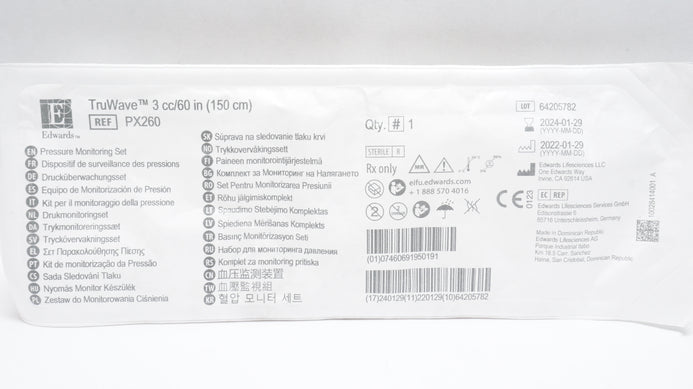 Edwards™
TruWave™ 3 cc/60 in (150 cm)
REF PX260
EN Pressure Monitoring Set
FR Dispositif de surveillance des pressions
DE Drucküberwachungsset
ES Equipo de Monitorización de Presión
IT Kit per il monitoraggio della pressione
NL Drukmonitoringset
DA Trykmonitoreringssæt
SV Tryckövervakningsset
EL Σετ Παρακολούθησης Πίεσης
PT Kit de monitorização da Pressão
CS Sada Sledování Tlaku
HU Nyomás Monitor Készülék
PL Zestaw do Monitorowania Ciśnienia
SK Súprava na sledovanie tlaku krvi
NO Trykkovervåkingssett
FI Paineen monitorointijärjestelmä
BG Комплект за Мониторинг на Налягането
RO Set Pentru Monitorizarea Presiunii
ET Rõhu jälgimiskomplekt
LT Spaudimo Stebėjimo Komplektas
LV Spiediena Mērīšanas Komplekts
TR Basınç Monitörizasyon Seti
RU Набор для мониторинга давления
RS Komplet za monitoring pritiska
CN 血压监测装置
TW 血壓監視組
KR 혈압 모니터 세트
Qty. # 1
STERILE R
Rx only
MR
eifu.edwards.com
+ 1 888 570 4016
(01)07460691950191
(17)240129(11)220129(10)64205782
LOT 64205782
2024-01-29
(YYYY-MM-DD)
2022-01-29
(YYYY-MM-DD)
Edwards Lifesciences LLC
One Edwards Way
Irvine, CA 92614 USA
CE 0123
EC REP
Edwards Lifesciences Services GmbH
Edisonstrasse 6
85716 Unterschleissheim, Germany
Made in Dominican Republic
Edwards Lifesciences AG
Parque Industrial Itabo
Km 18.5 Carr. Sanchez
Haina, San Cristobal, Dominican Republic